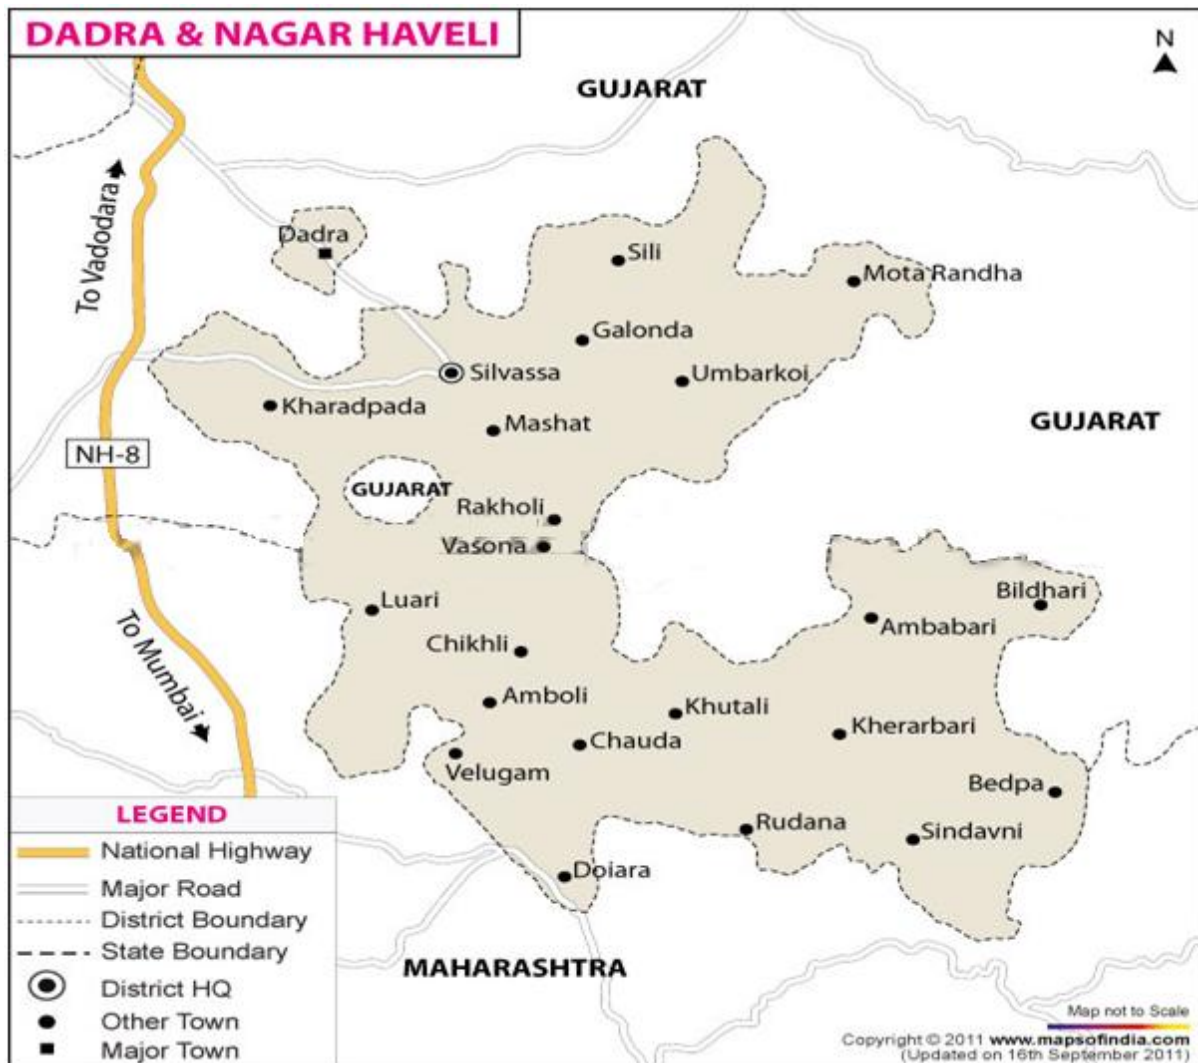 DADRA & NAGAR HAVELI
N
GUJARAT
To Vadodara
Dadra
Sili
Mota Randha
Galonda
Silvassa
Umbarkoi
Kharadpada
Mashat
GUJARAT
NH-8
GUJARAT
Rakholi
Vasona
Bildhari
Luari
Ambabari
To Mumbai
Chikhli
Amboli
Khutali
Kherarbari
Chauda
Velugam
Bedpa
Rudana
Sindavni
Doiara
MAHARASHTRA
LEGEND
National Highway
Major Road
District Boundary
State Boundary
District HQ
Other Town
Major Town
Map not to Scale
Copyright © 2011 www.mapsofindia.com
(Updated on 16th September 2011)